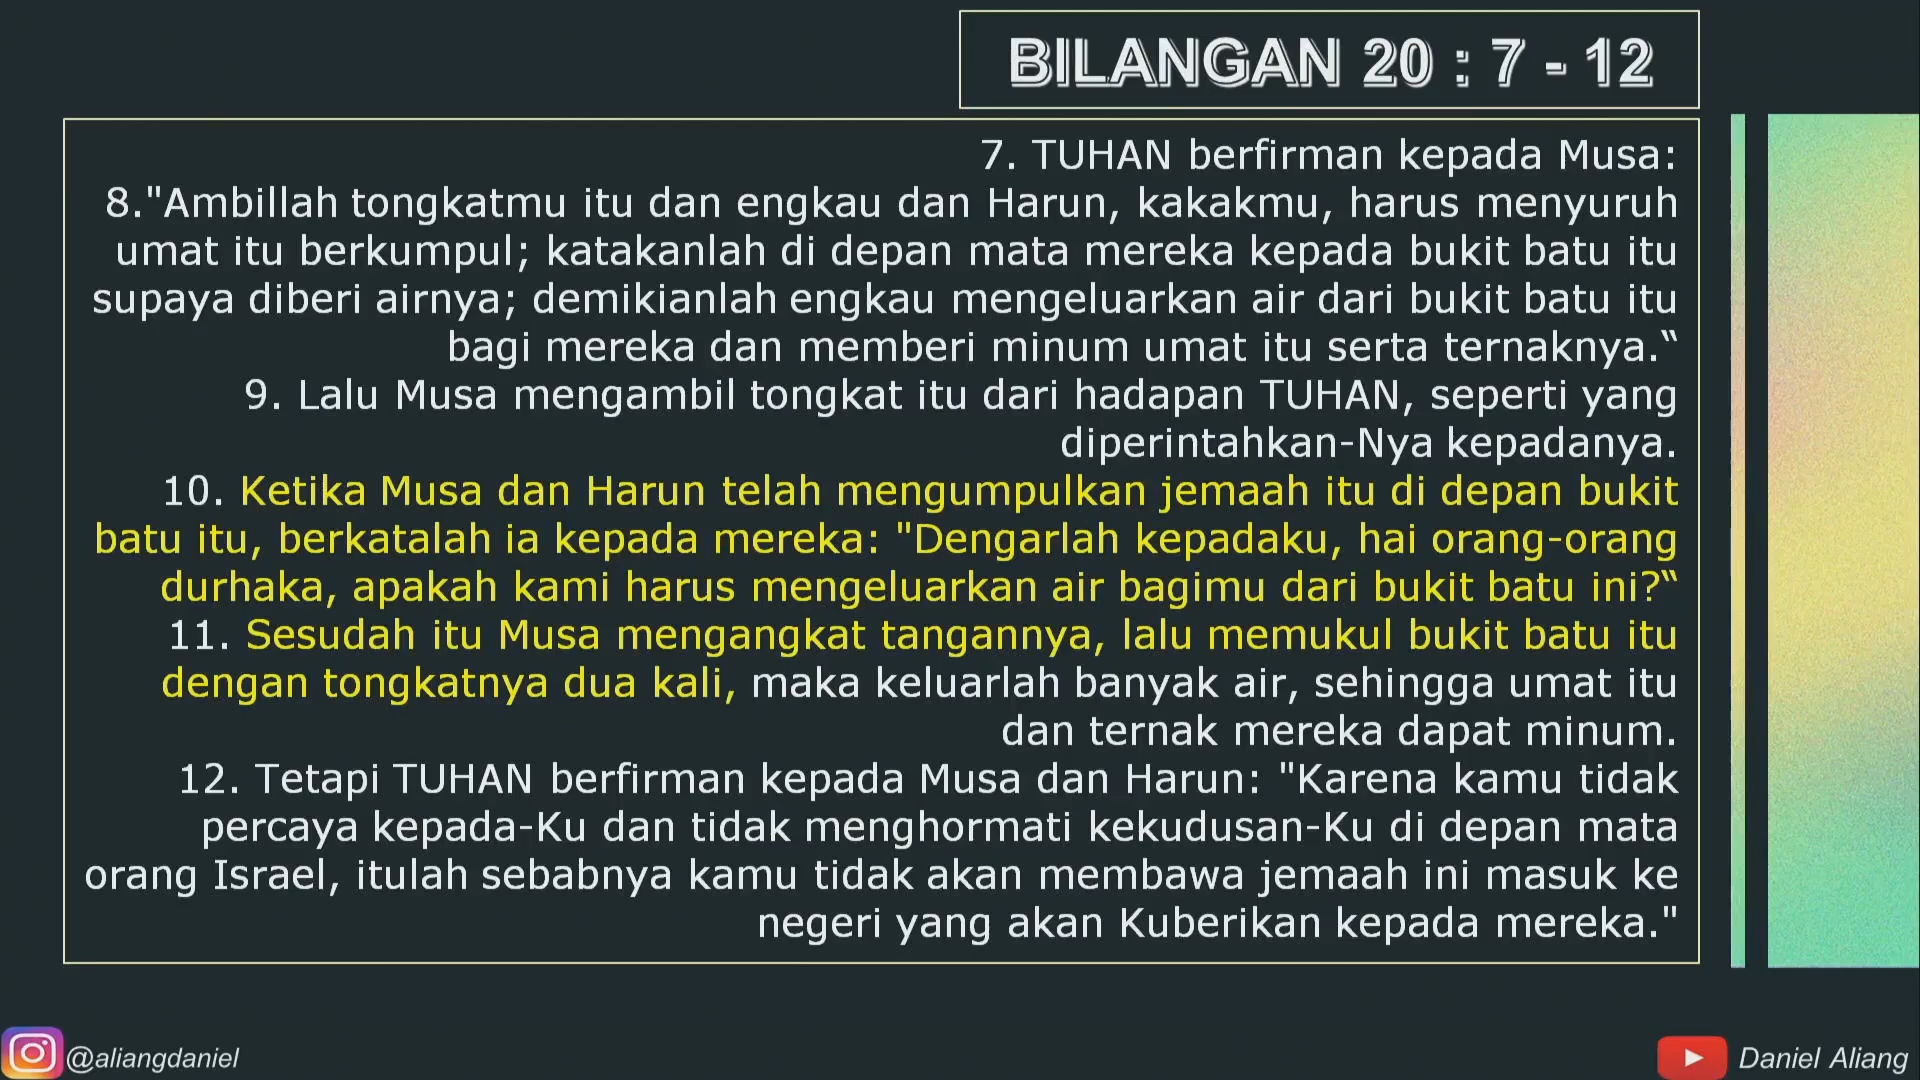 BILANGAN 20 : 7 - 12
7. TUHAN berfirman kepada Musa:
8."Ambillah tongkatmu itu dan engkau dan Harun, kakakmu, harus menyuruh
umat itu berkumpul; katakanlah di depan mata mereka kepada bukit batu itu
supaya diberi airnya; demikianlah engkau mengeluarkan air dari bukit batu itu
bagi mereka dan memberi minum umat itu serta ternaknya.“
9. Lalu Musa mengambil tongkat itu dari hadapan TUHAN, seperti yang
diperintahkan-Nya kepadanya.
10. Ketika Musa dan Harun telah mengumpulkan jemaah itu di depan bukit
batu itu, berkatalah ia kepada mereka: "Dengarlah kepadaku, hai orang-orang
durhaka, apakah kami harus mengeluarkan air bagimu dari bukit batu ini?“
11. Sesudah itu Musa mengangkat tangannya, lalu memukul bukit batu itu
dengan tongkatnya dua kali, maka keluarlah banyak air, sehingga umat itu
dan ternak mereka dapat minum.
12. Tetapi TUHAN berfirman kepada Musa dan Harun: "Karena kamu tidak
percaya kepada-Ku dan tidak menghormati kekudusan-Ku di depan mata
orang Israel, itulah sebabnya kamu tidak akan membawa jemaah ini masuk ke
negeri yang akan Kuberikan kepada mereka."
@aliangdaniel
Daniel Aliang